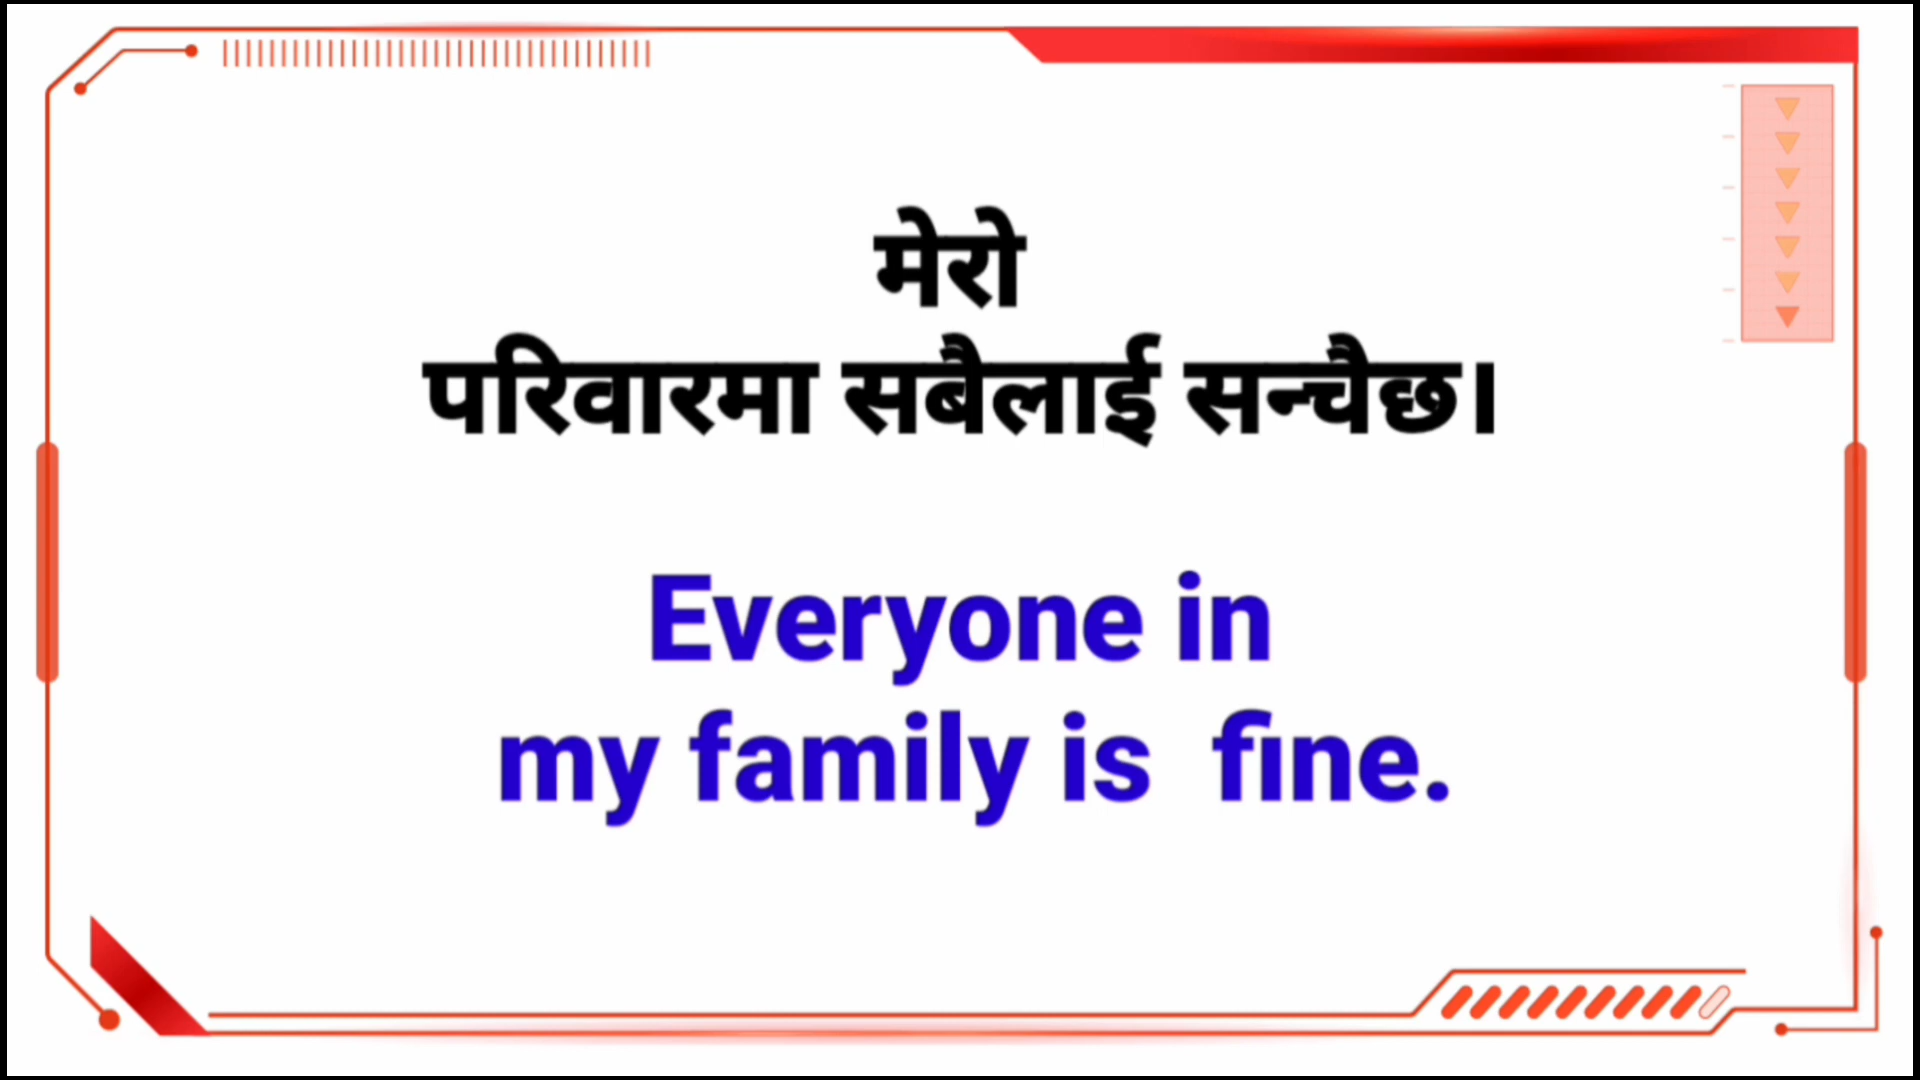 मेरो
परिवारमा सबैलाई सन्चैछ।
Everyone in
my family is  fine.